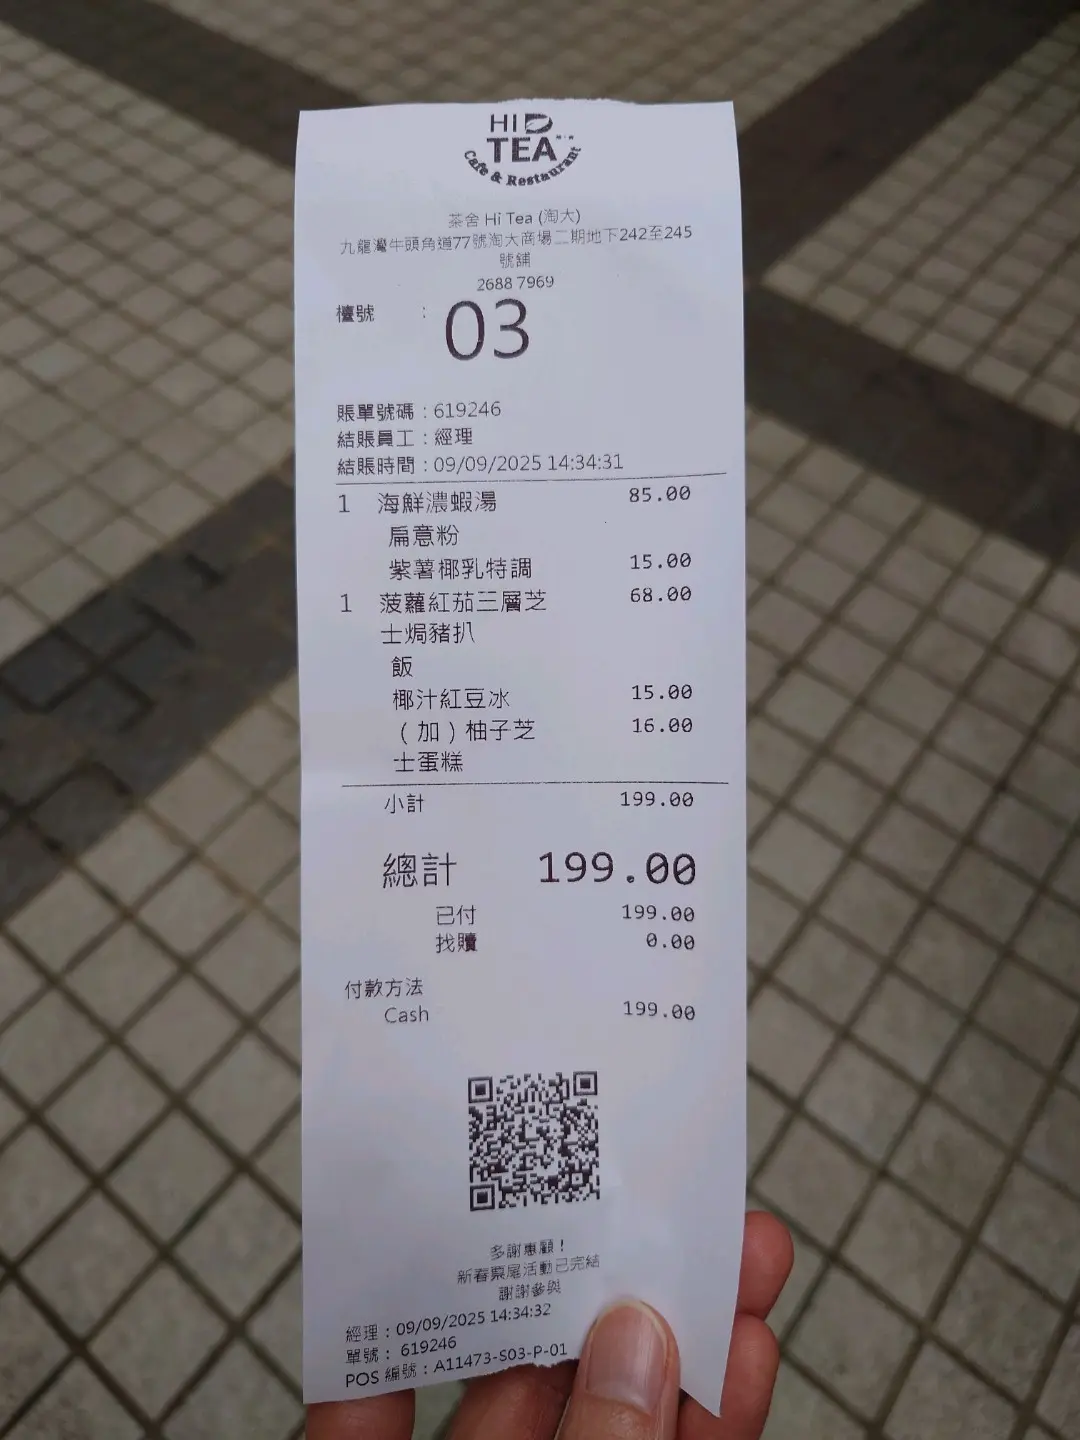 HI
TEA
Cafe & Restaurant
茶舍 Hi Tea (淘大)
九龍灣牛頭角道77號淘大商場二期地下242至245
號舖
2688 7969
檯號 : 03
賬單號碼 : 619246
結賬員工 : 經理
結賬時間 : 09/09/2025 14:34:31
1 海鮮濃蝦湯 85.00
扁意粉
紫薯椰乳特調 15.00
1 菠蘿紅茄三層芝 68.00
士焗豬扒
飯
椰汁紅豆冰 15.00
（加）柚子芝 16.00
士蛋糕
小計 199.00
總計 199.00
已付 199.00
找贖 0.00
付款方法
Cash 199.00
多謝惠顧！
新春票尾活動已完結
謝謝參與
經理 : 09/09/2025 14:34:32
單號 : 619246
POS 編號 : A11473-S03-P-01